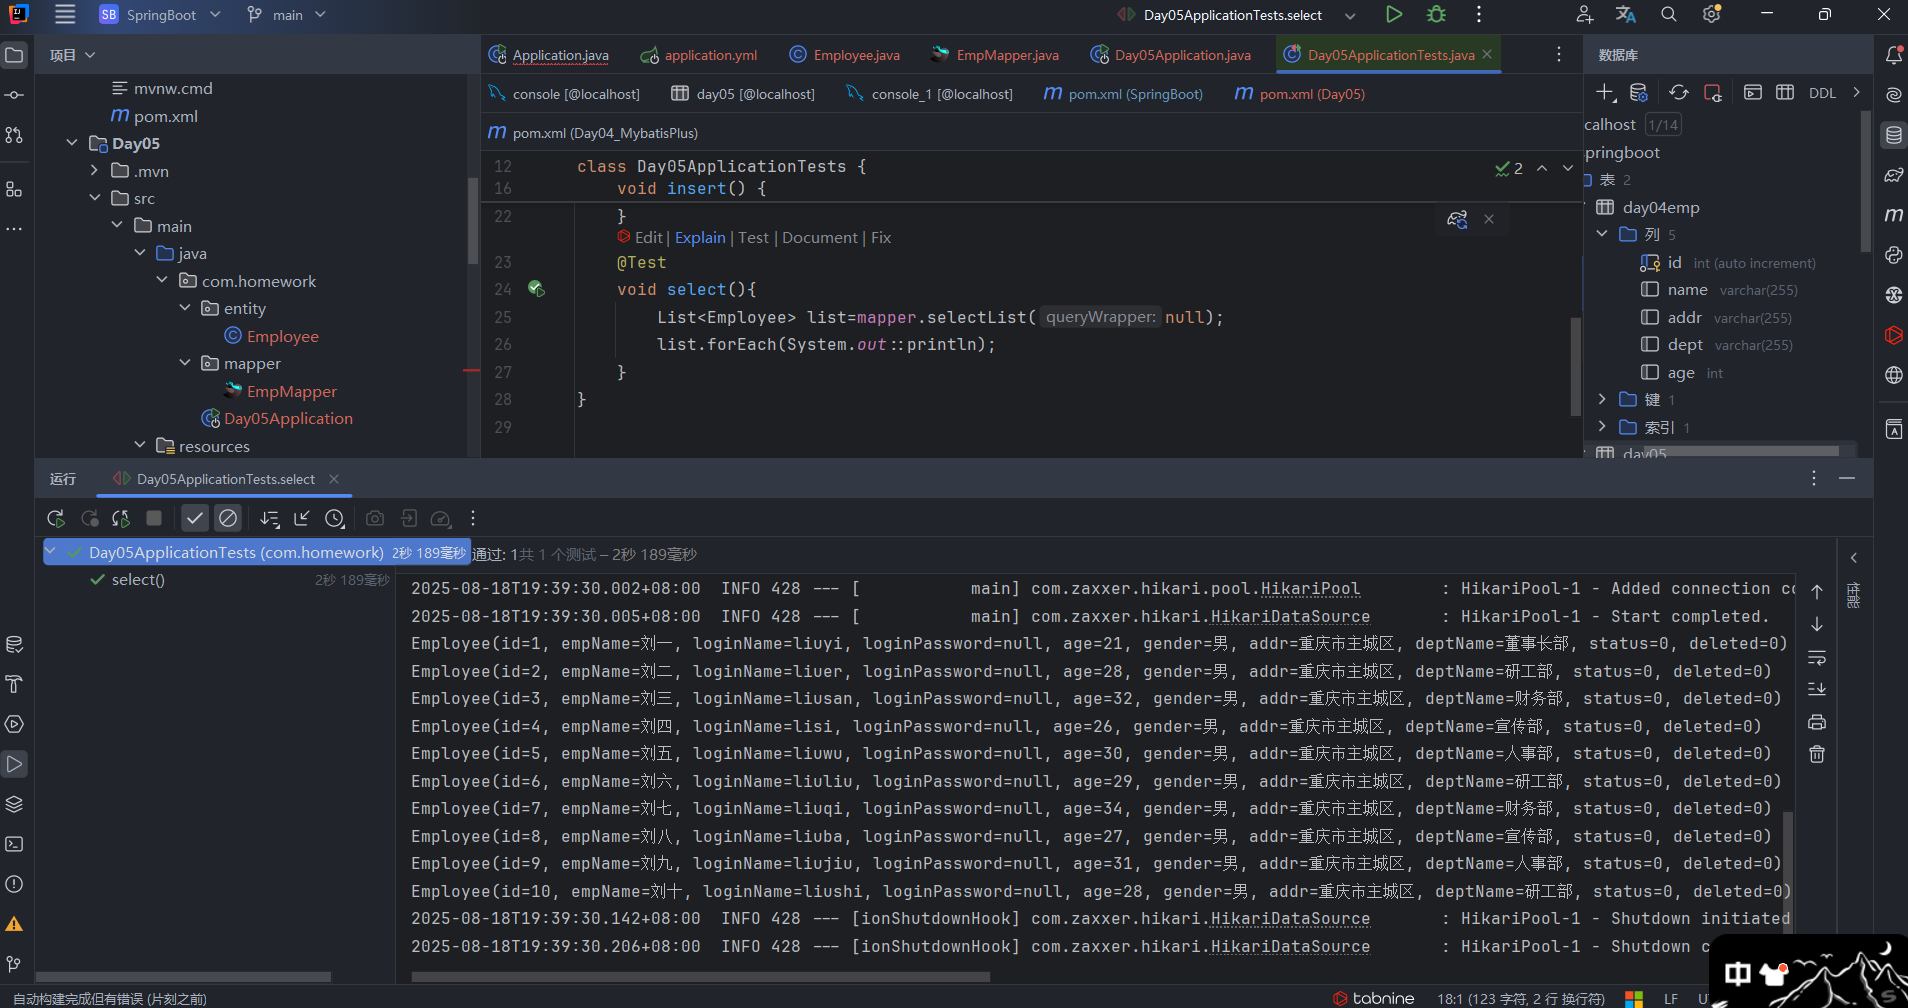 SB SpringBoot main Day05ApplicationTests.select
项目
Application.java application.yml Employee.java EmpMapper.java Day05Application.java Day05ApplicationTests.java
数据库
console [@localhost] day05 [@localhost] console_1 [@localhost] pom.xml (SpringBoot) pom.xml (Day05)
DDL
pom.xml (Day04_MybatisPlus)
mvnw.cmd
pom.xml
Day05
.mvn
src
main
java
com.homework
entity
Employee
mapper
EmpMapper
Day05Application
resources
12 class Day05ApplicationTests {
16 void insert() {
22 }
Edit | Explain | Test | Document | Fix
23 @Test
24 void select(){
25 List<Employee> list=mapper.selectList( queryWrapper: null);
26 list.forEach(System.out::println);
27 }
28 }
29
2
calhost 1/14
pringboot
表 2
day04emp
列 5
id int (auto increment)
name varchar(255)
addr varchar(255)
dept varchar(255)
age int
键 1
索引 1
day05
运行 Day05ApplicationTests.select
Day05ApplicationTests (com.homework) 2秒 189毫秒
通过: 1共 1 个测试 – 2秒 189毫秒
select() 2秒 189毫秒
性能
2025-08-18T19:39:30.002+08:00 INFO 428 --- [ main] com.zaxxer.hikari.pool.HikariPool : HikariPool-1 - Added connection co
2025-08-18T19:39:30.005+08:00 INFO 428 --- [ main] com.zaxxer.hikari.HikariDataSource : HikariPool-1 - Start completed.
Employee(id=1, empName=刘一, loginName=liuyi, loginPassword=null, age=21, gender=男, addr=重庆市主城区, deptName=董事长部, status=0, deleted=0)
Employee(id=2, empName=刘二, loginName=liuer, loginPassword=null, age=28, gender=男, addr=重庆市主城区, deptName=研工部, status=0, deleted=0)
Employee(id=3, empName=刘三, loginName=liusan, loginPassword=null, age=32, gender=男, addr=重庆市主城区, deptName=财务部, status=0, deleted=0)
Employee(id=4, empName=刘四, loginName=lisi, loginPassword=null, age=26, gender=男, addr=重庆市主城区, deptName=宣传部, status=0, deleted=0)
Employee(id=5, empName=刘五, loginName=liuwu, loginPassword=null, age=30, gender=男, addr=重庆市主城区, deptName=人事部, status=0, deleted=0)
Employee(id=6, empName=刘六, loginName=liuliu, loginPassword=null, age=29, gender=男, addr=重庆市主城区, deptName=研工部, status=0, deleted=0)
Employee(id=7, empName=刘七, loginName=liuqi, loginPassword=null, age=34, gender=男, addr=重庆市主城区, deptName=财务部, status=0, deleted=0)
Employee(id=8, empName=刘八, loginName=liuba, loginPassword=null, age=27, gender=男, addr=重庆市主城区, deptName=宣传部, status=0, deleted=0)
Employee(id=9, empName=刘九, loginName=liujiu, loginPassword=null, age=31, gender=男, addr=重庆市主城区, deptName=人事部, status=0, deleted=0)
Employee(id=10, empName=刘十, loginName=liushi, loginPassword=null, age=28, gender=男, addr=重庆市主城区, deptName=研工部, status=0, deleted=0)
2025-08-18T19:39:30.142+08:00 INFO 428 --- [ionShutdownHook] com.zaxxer.hikari.HikariDataSource : HikariPool-1 - Shutdown initiated
2025-08-18T19:39:30.206+08:00 INFO 428 --- [ionShutdownHook] com.zaxxer.hikari.HikariDataSource : HikariPool-1 - Shutdown c
中
自动构建完成但有错误 (片刻之前) tabnine 18:1 (123 字符, 2 行 换行符) LF U